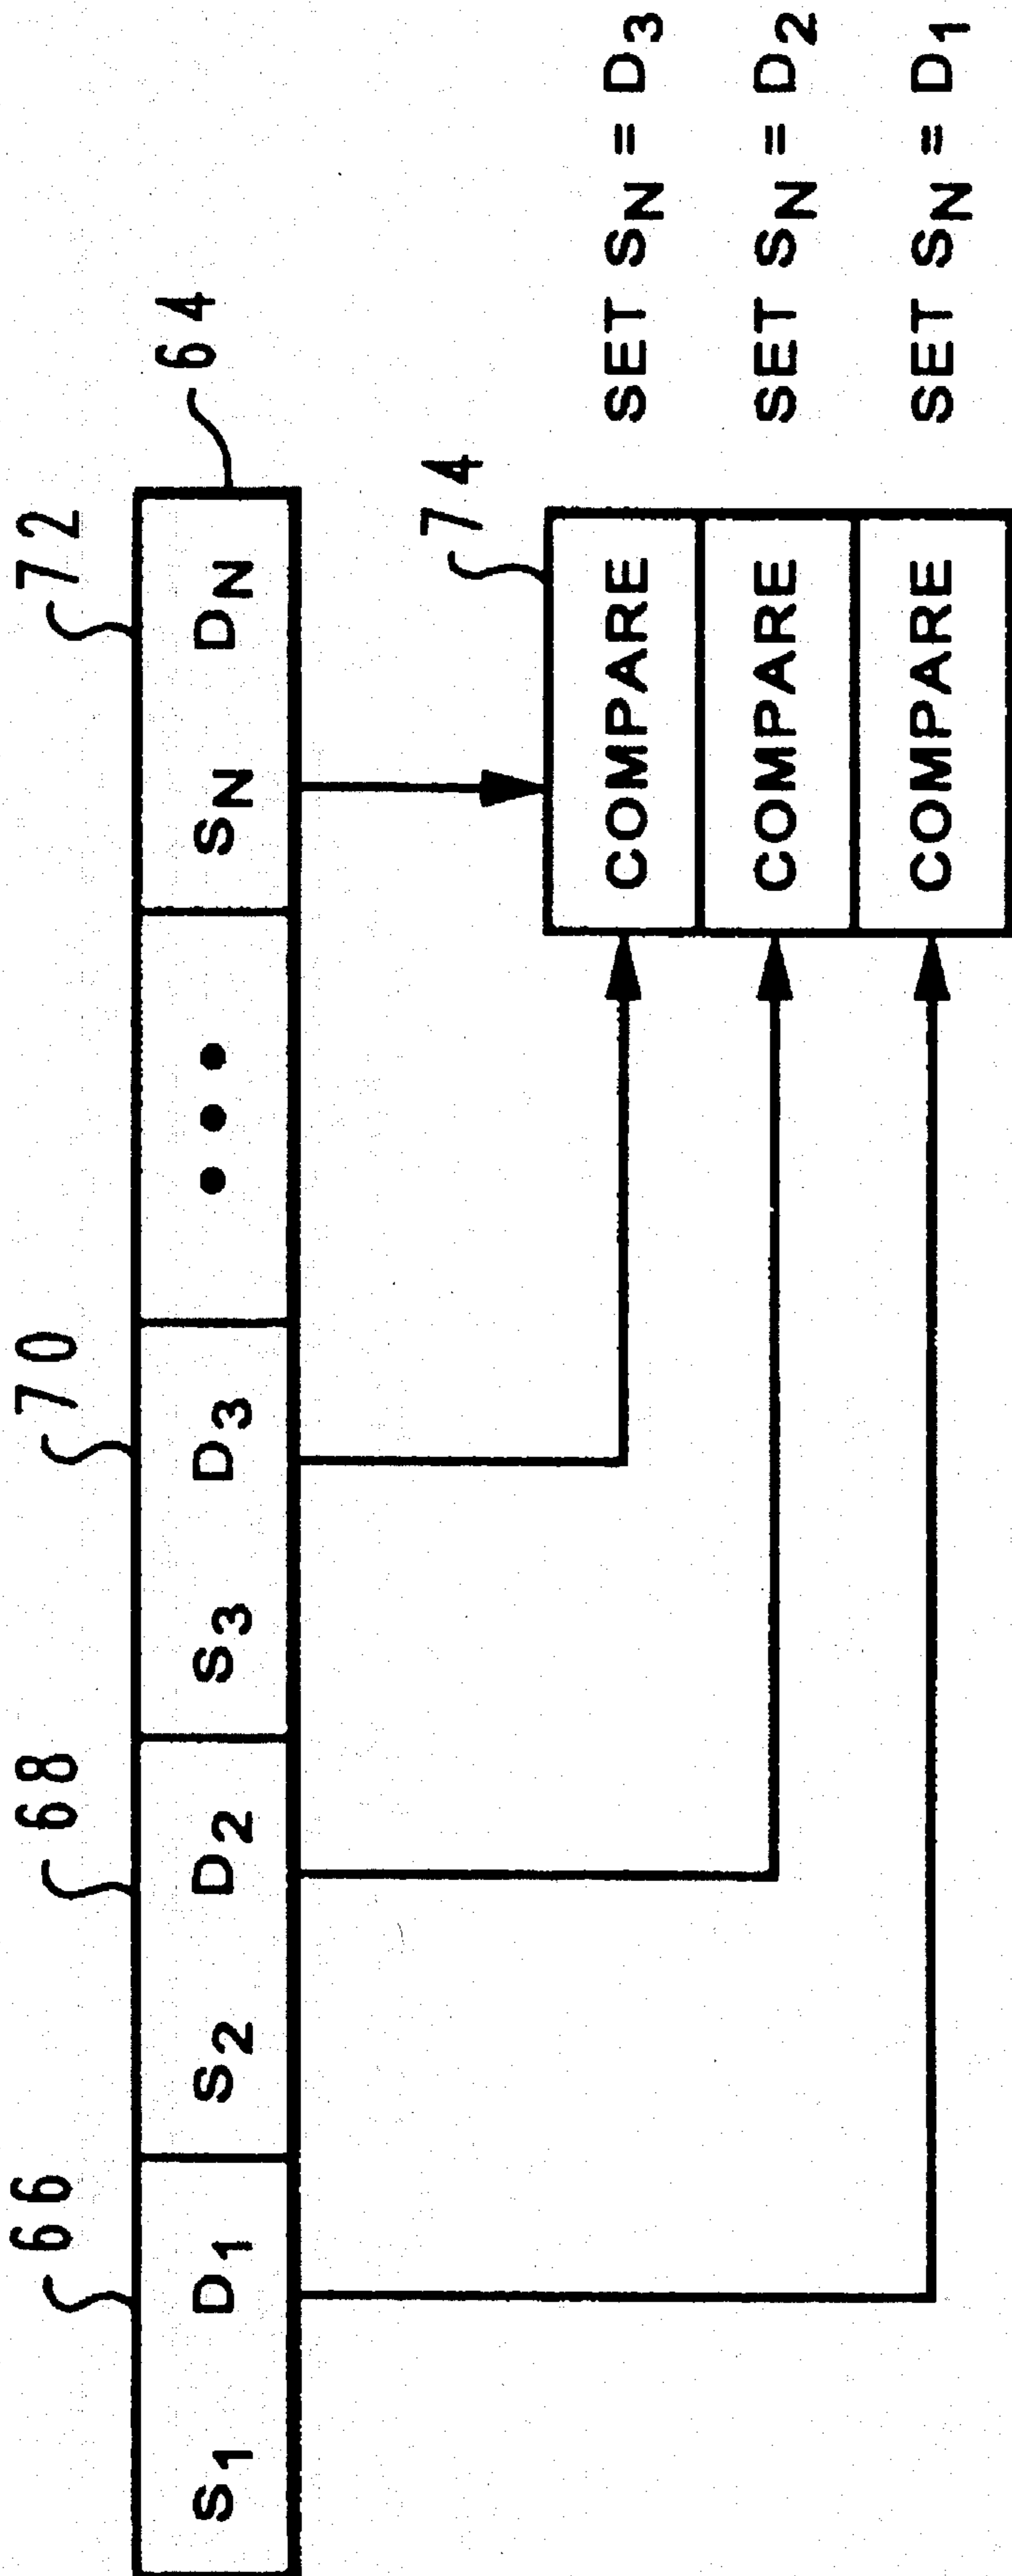 66 68 70 72
S1 D1 S2 D2 S3 D3 ••• SN DN
64
74
COMPARE SET SN = D3
COMPARE SET SN = D2
COMPARE SET SN = D1